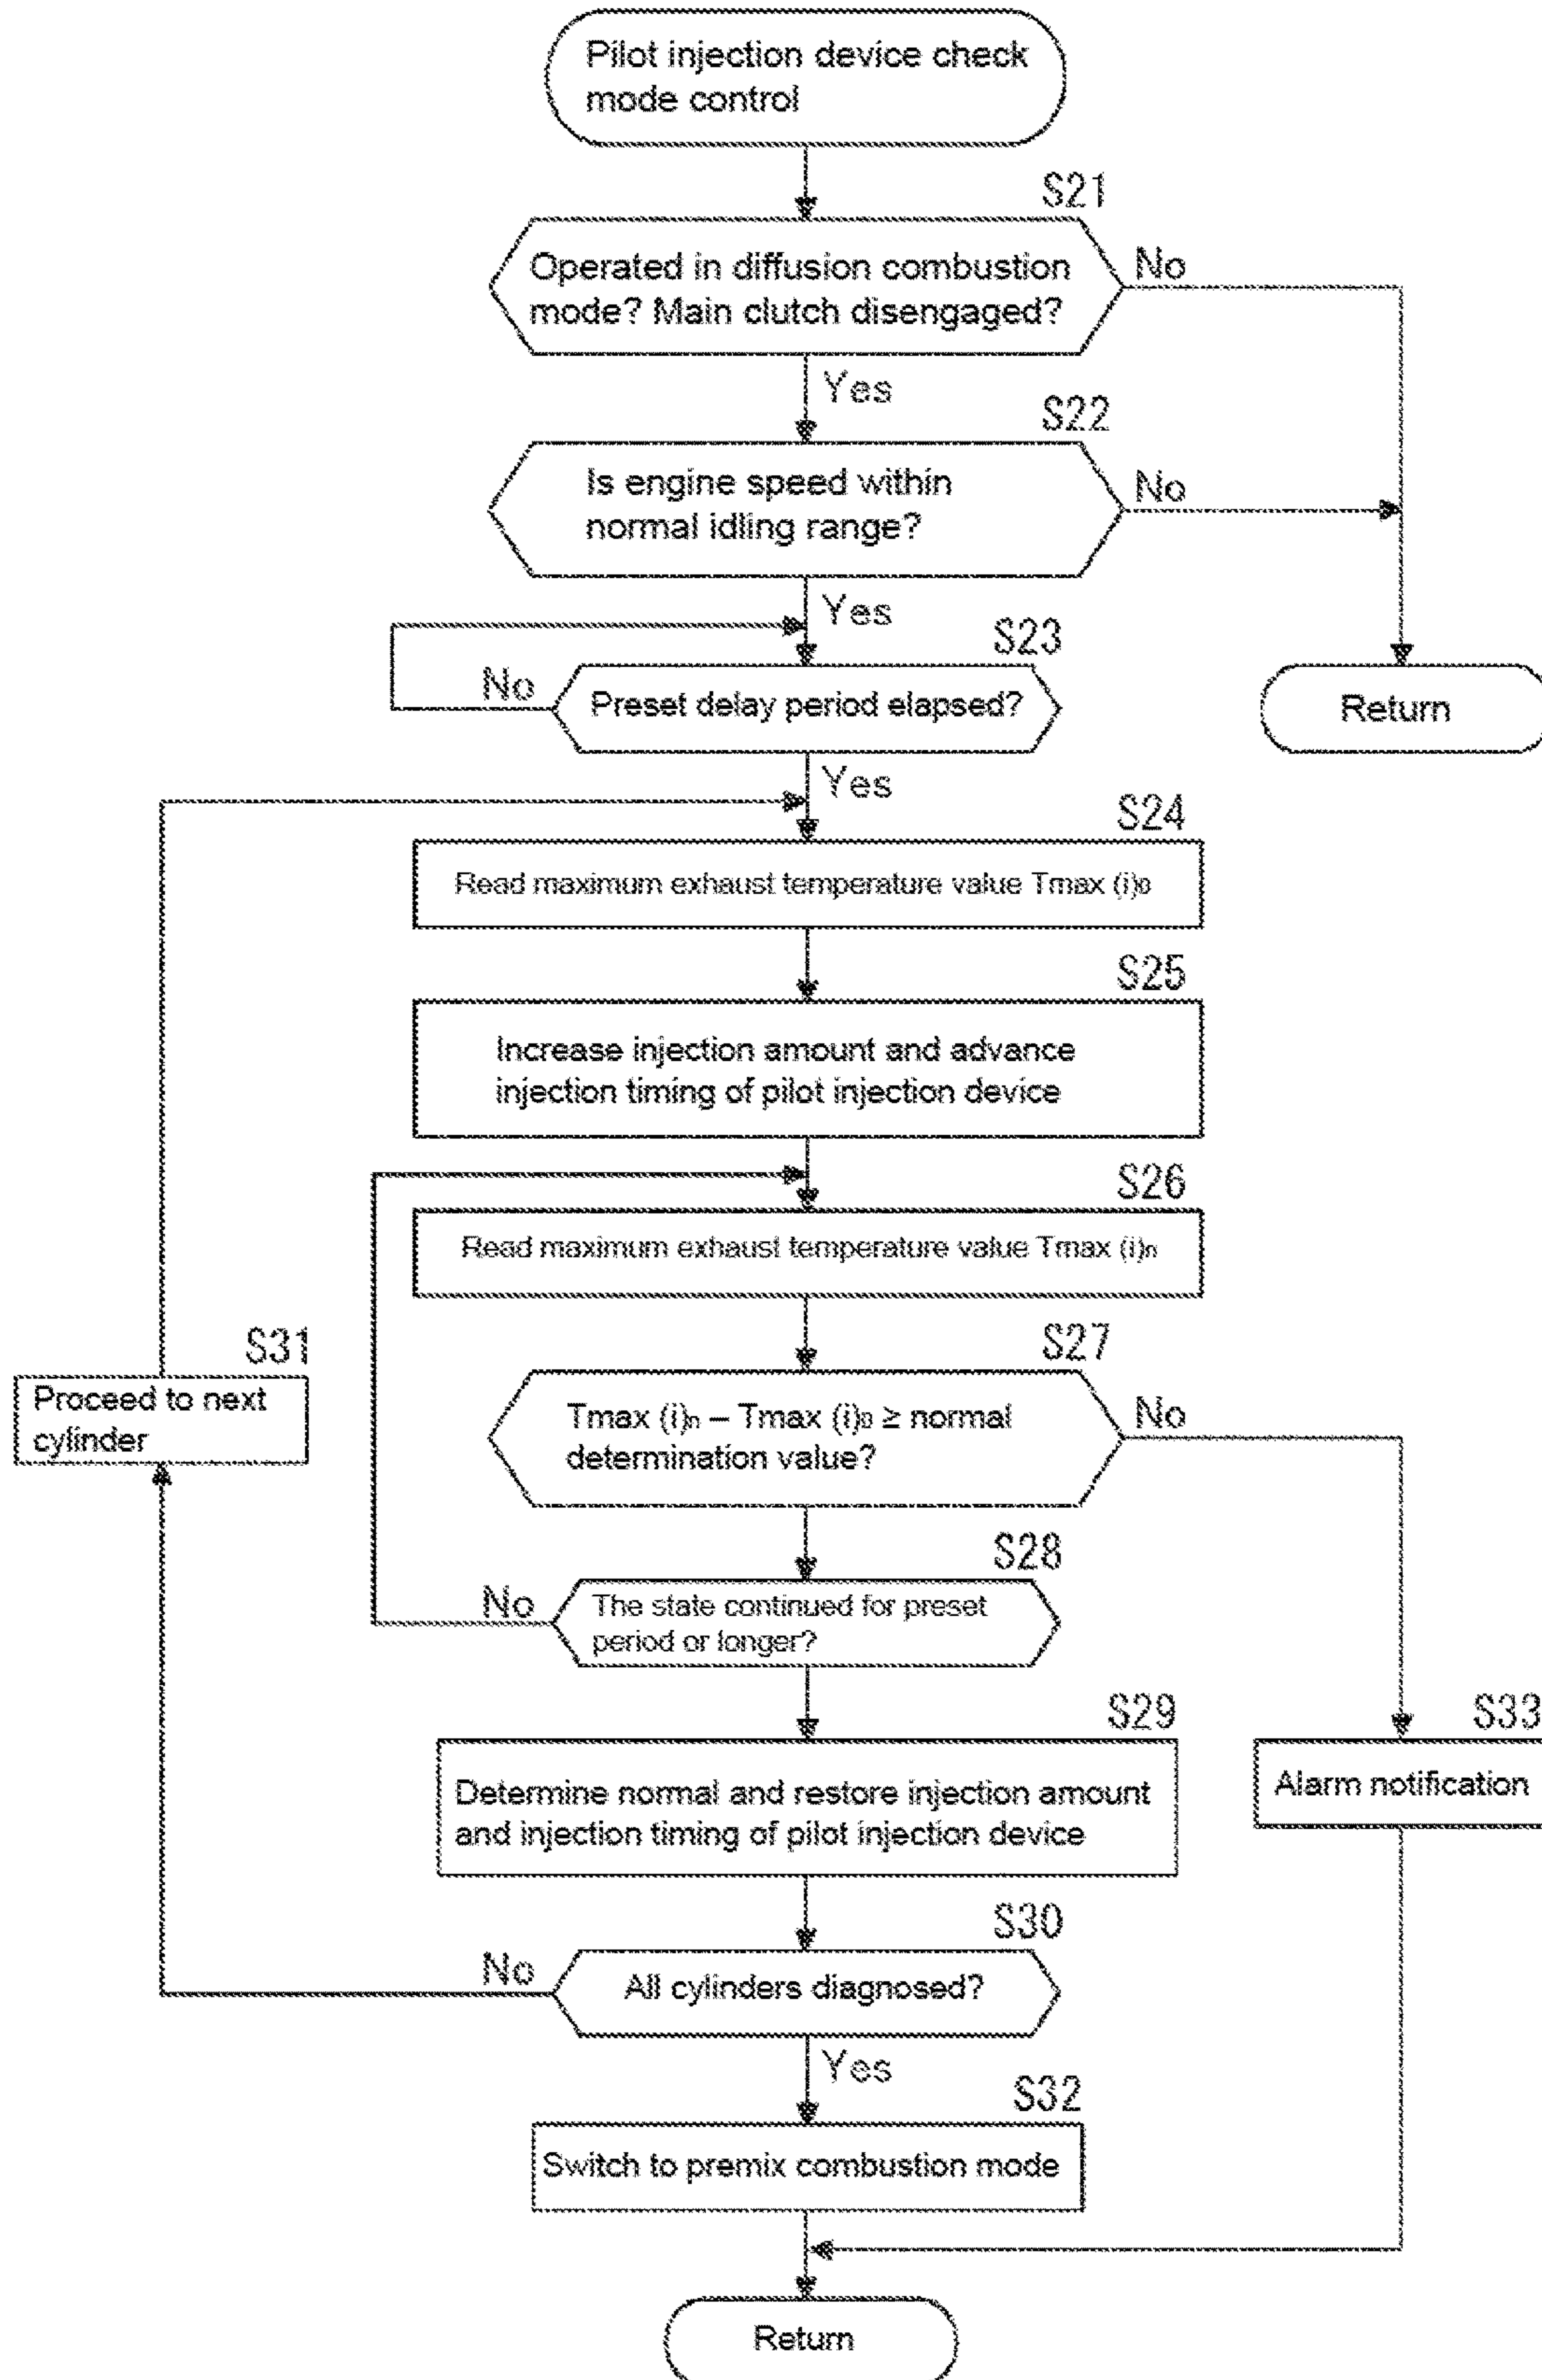 Pilot injection device check
mode control
S21
Operated in diffusion combustion
mode? Main clutch disengaged?
No
Yes
S22
Is engine speed within
normal idling range?
No
Yes
S23
No
Preset delay period elapsed?
Return
Yes
S24
Read maximum exhaust temperature value Tmax (i)₀
S25
Increase injection amount and advance
injection timing of pilot injection device
S26
Read maximum exhaust temperature value Tmax (i)ₙ
S27
Tmax (i)ₙ – Tmax (i)₀ ≥ normal
determination value?
No
S31
Proceed to next
cylinder
S28
No
The state continued for preset
period or longer?
S29
Determine normal and restore injection amount
and injection timing of pilot injection device
S33
Alarm notification
S30
No
All cylinders diagnosed?
Yes
S32
Switch to premix combustion mode
Return